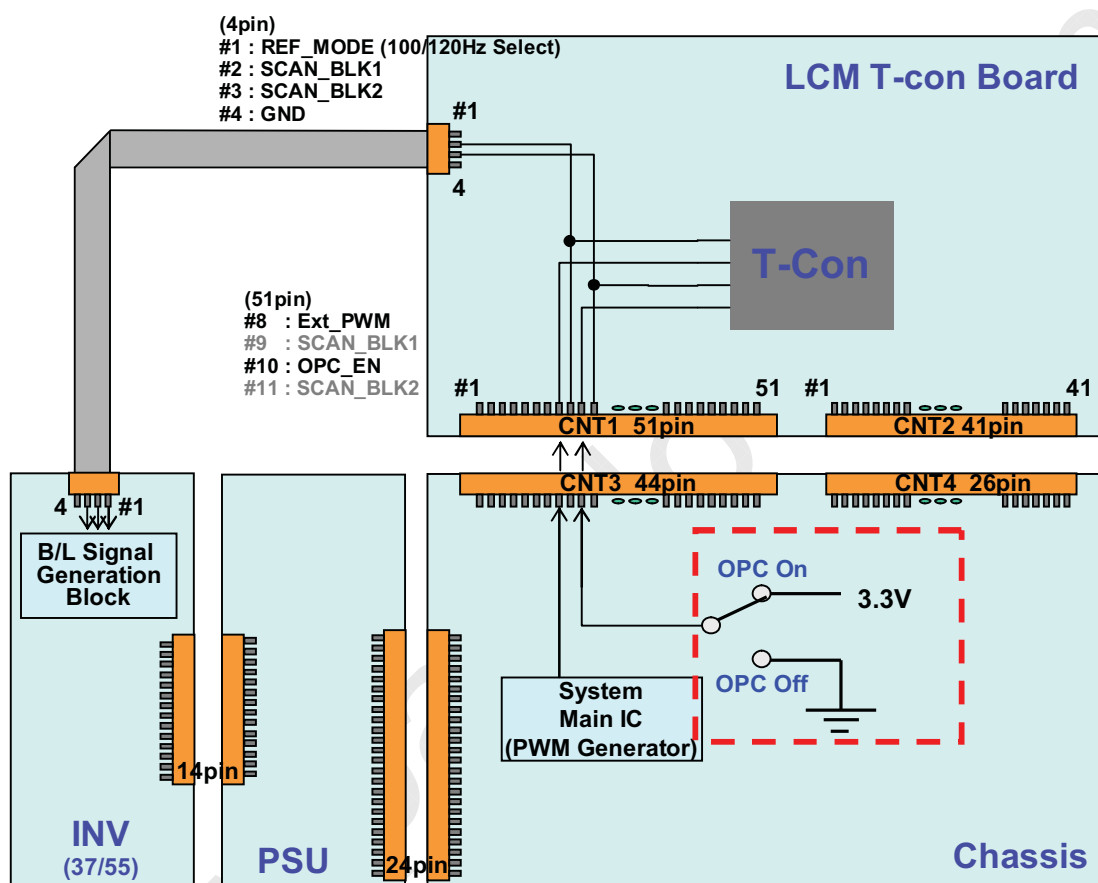 (4pin)
#1 : REF_MODE (100/120Hz Select)
#2 : SCAN_BLK1
#3 : SCAN_BLK2
#4 : GND
LCM T-con Board
#1
4
T-Con
(51pin)
#8 : Ext_PWM
#9 : SCAN_BLK1
#10 : OPC_EN
#11 : SCAN_BLK2
#1
51
#1
41
CNT1 51pin
CNT2 41pin
CNT3 44pin
CNT4 26pin
4
#1
B/L Signal
Generation
Block
OPC On
3.3V
OPC Off
System
Main IC
(PWM Generator)
14pin
24pin
INV
(37/55)
PSU
Chassis